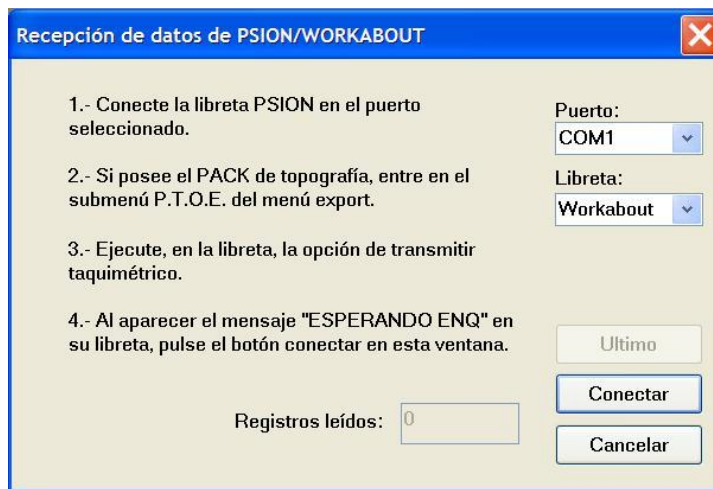 Recepción de datos de PSION/WORKABOUT
1.- Conecte la libreta PSION en el puerto
seleccionado.
Puerto:
COM1
2.- Si posee el PACK de topografía, entre en el
submenú P.T.O.E. del menú export.
Libreta:
Workabout
3.- Ejecute, en la libreta, la opción de transmitir
taquimétrico.
4.- Al aparecer el mensaje "ESPERANDO ENQ" en
su libreta, pulse el botón conectar en esta ventana.
Ultimo
Conectar
Registros leídos: 0
Cancelar